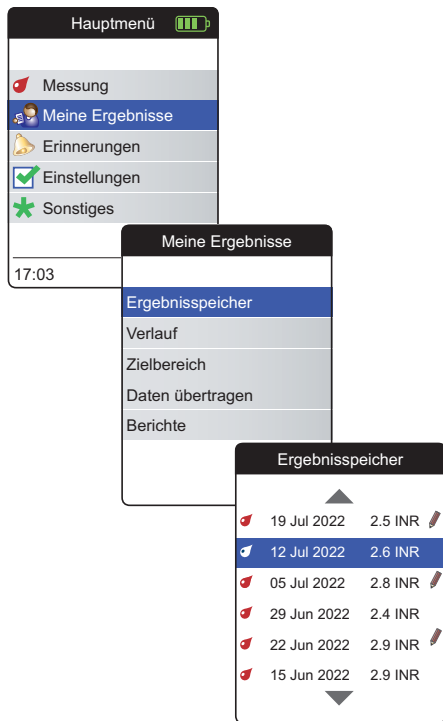 Hauptmenü
Messung
Meine Ergebnisse
Erinnerungen
Einstellungen
Sonstiges
17:03
Meine Ergebnisse
Ergebnisspeicher
Verlauf
Zielbereich
Daten übertragen
Berichte
Ergebnisspeicher
19 Jul 2022 2.5 INR
12 Jul 2022 2.6 INR
05 Jul 2022 2.8 INR
29 Jun 2022 2.4 INR
22 Jun 2022 2.9 INR
15 Jun 2022 2.9 INR